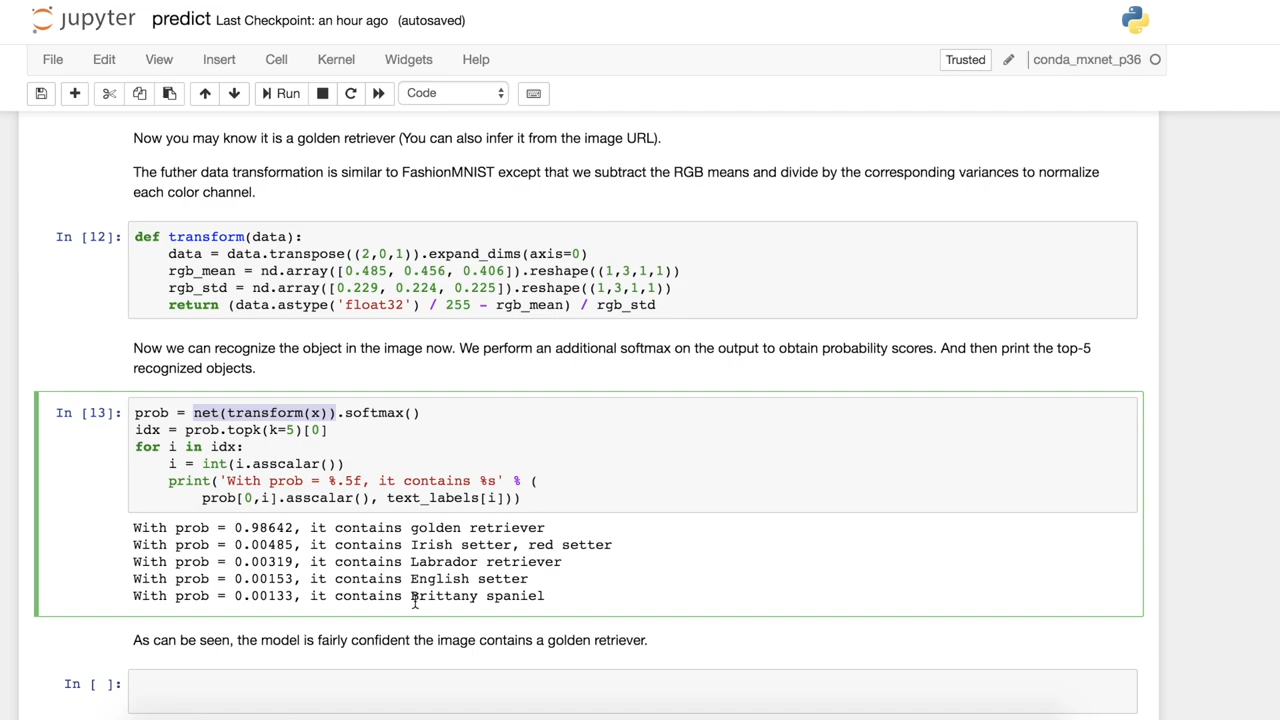 jupyter predict Last Checkpoint: an hour ago (autosaved)
File Edit View Insert Cell Kernel Widgets Help Trusted conda_mxnet_p36
Run Code
Now you may know it is a golden retriever (You can also infer it from the image URL).
The futher data transformation is similar to FashionMNIST except that we subtract the RGB means and divide by the corresponding variances to normalize
each color channel.
In [12]: def transform(data):
data = data.transpose((2,0,1)).expand_dims(axis=0)
rgb_mean = nd.array([0.485, 0.456, 0.406]).reshape((1,3,1,1))
rgb_std = nd.array([0.229, 0.224, 0.225]).reshape((1,3,1,1))
return (data.astype('float32') / 255 - rgb_mean) / rgb_std
Now we can recognize the object in the image now. We perform an additional softmax on the output to obtain probability scores. And then print the top-5
recognized objects.
In [13]: prob = net(transform(x)).softmax()
idx = prob.topk(k=5)[0]
for i in idx:
i = int(i.asscalar())
print('With prob = %.5f, it contains %s' % (
prob[0,i].asscalar(), text_labels[i]))
With prob = 0.98642, it contains golden retriever
With prob = 0.00485, it contains Irish setter, red setter
With prob = 0.00319, it contains Labrador retriever
With prob = 0.00153, it contains English setter
With prob = 0.00133, it contains Brittany spaniel
As can be seen, the model is fairly confident the image contains a golden retriever.
In [ ]: